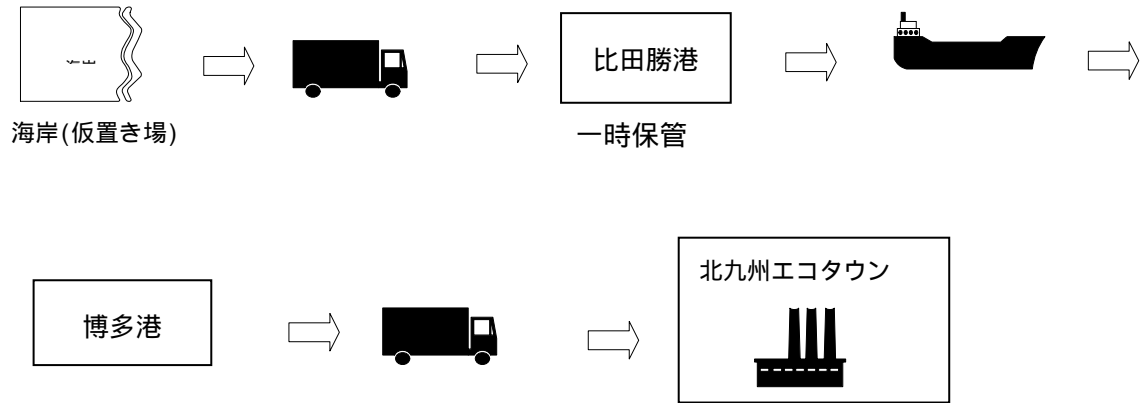 海岸(仮置き場)
比田勝港
一時保管
博多港
北九州エコタウン